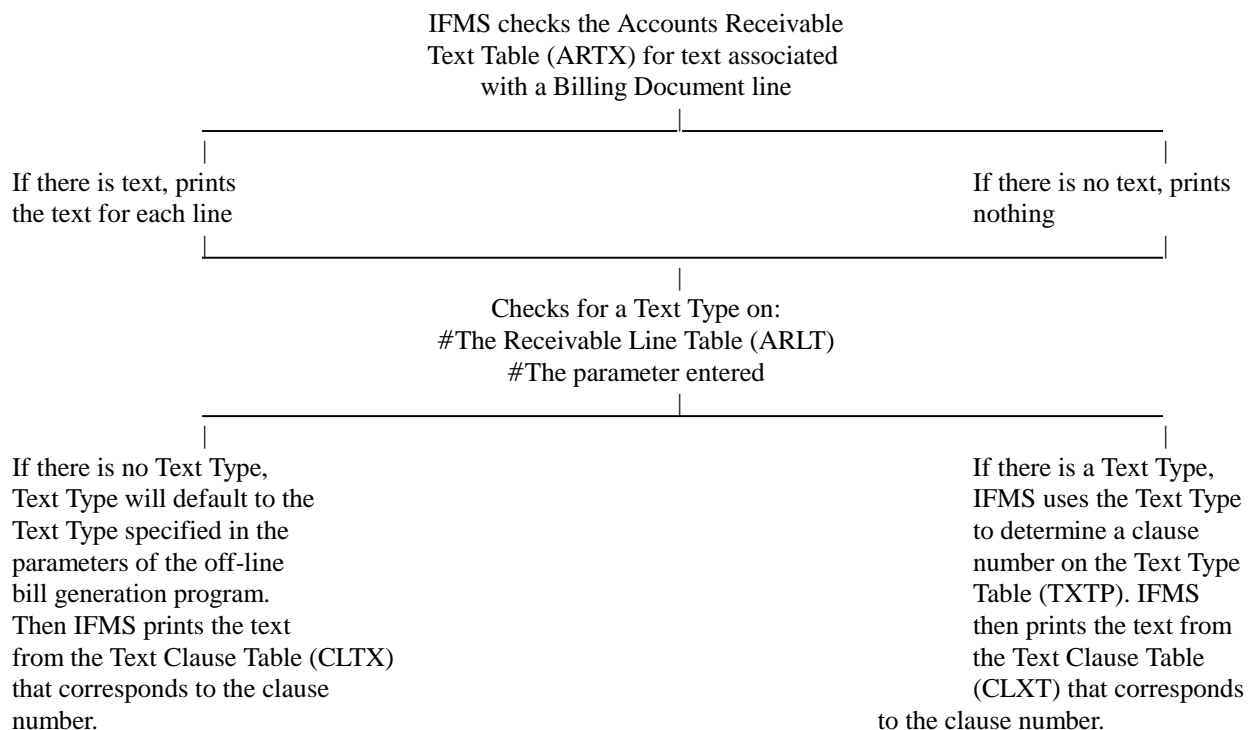 IFMS checks the Accounts Receivable
Text Table (ARTX) for text associated
with a Billing Document line
If there is text, prints
the text for each line
If there is no text, prints
nothing
Checks for a Text Type on:
#The Receivable Line Table (ARLT)
#The parameter entered
If there is no Text Type,
Text Type will default to the
Text Type specified in the
parameters of the off-line
bill generation program.
Then IFMS prints the text
from the Text Clause Table (CLTX)
that corresponds to the clause
number.
If there is a Text Type,
IFMS uses the Text Type
to determine a clause
number on the Text Type
Table (TXTP). IFMS
then prints the text from
the Text Clause Table
(CLXT) that corresponds
to the clause number.